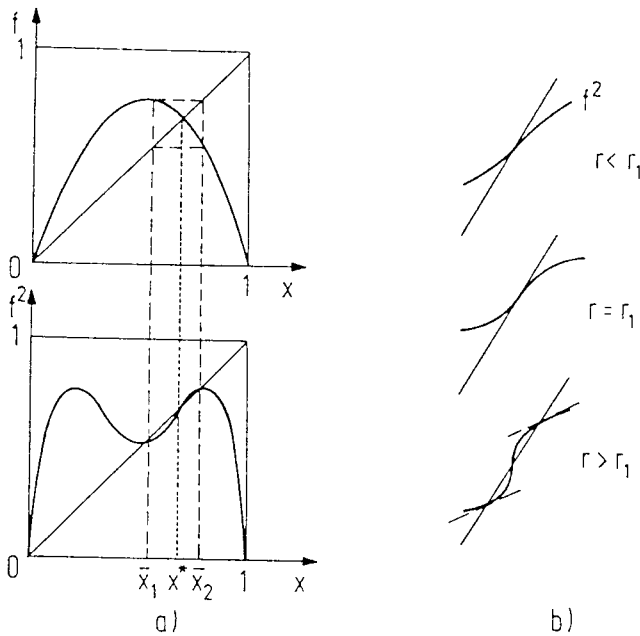 f
1
0
1
x
f²
1
0
x̄₁
x*
x̄₂
1
x
a)
f²
r < r₁
r = r₁
r > r₁
b)